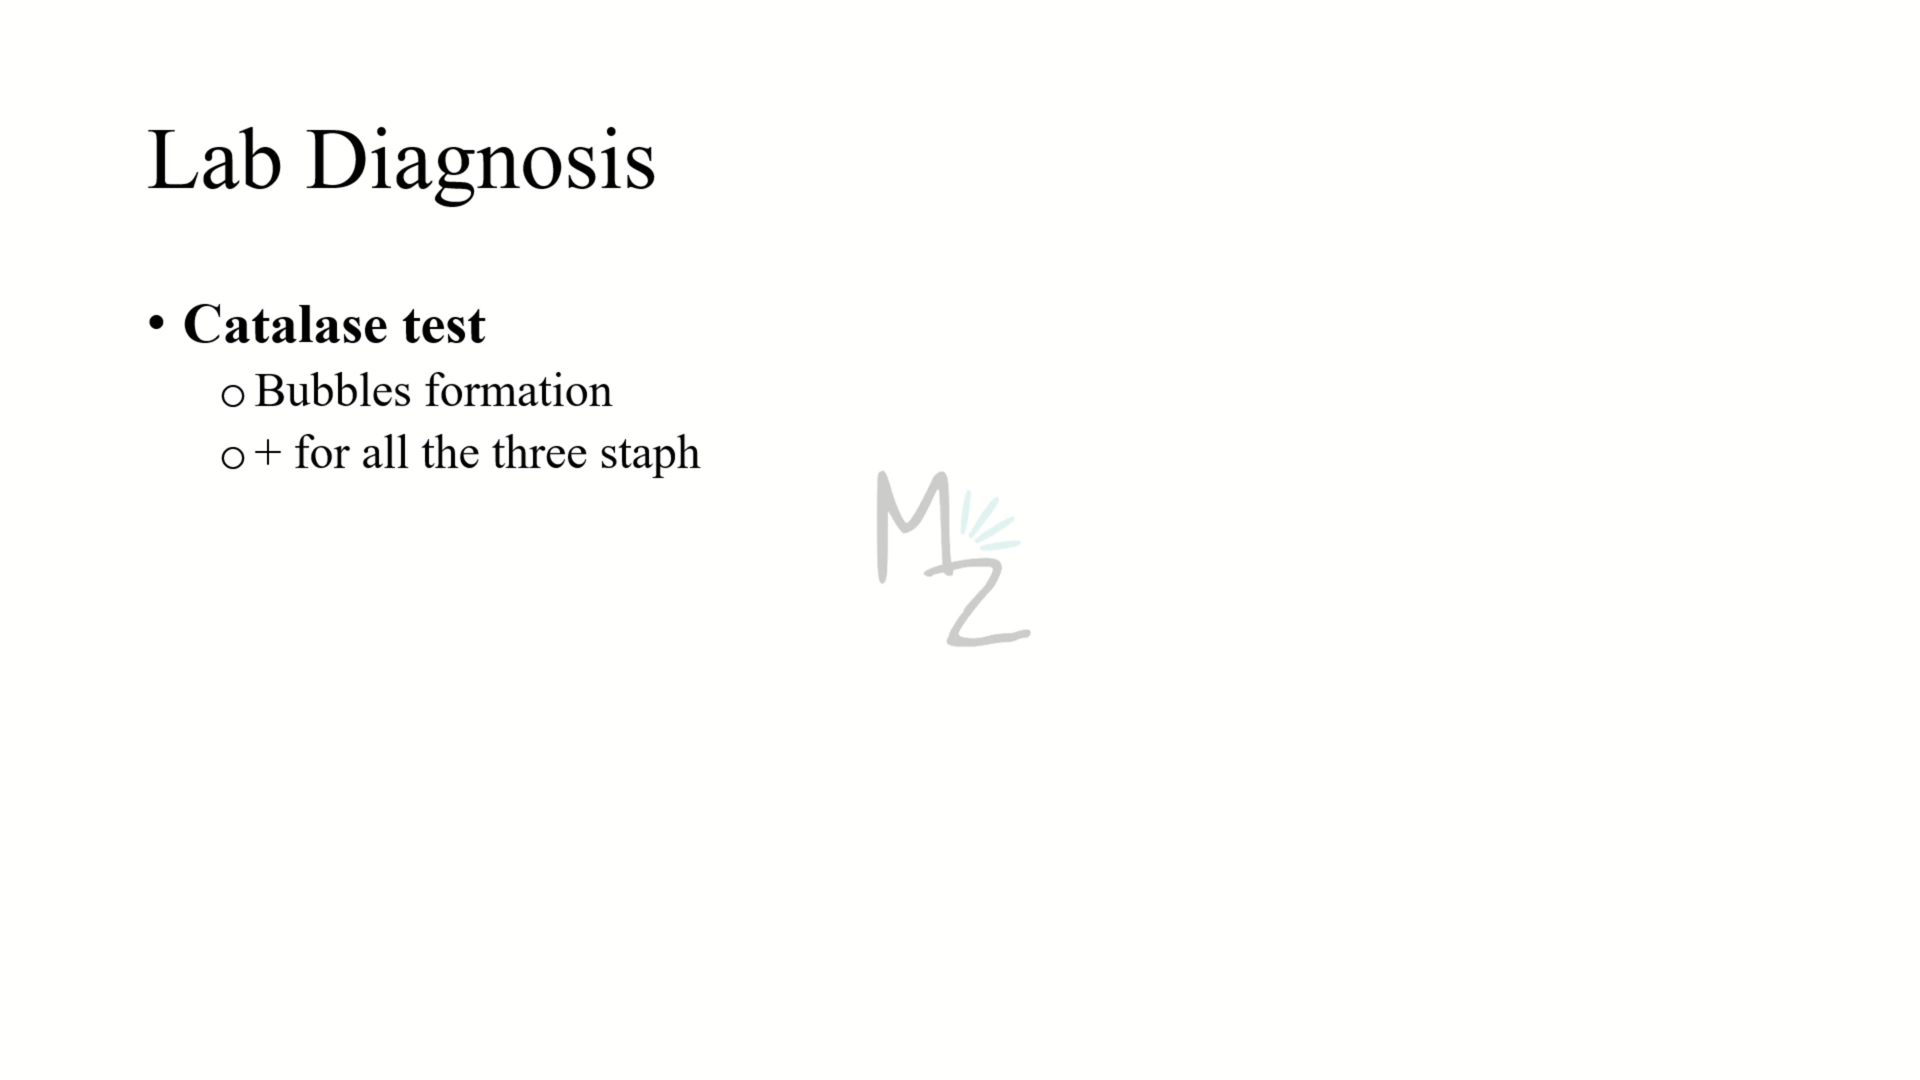 Lab Diagnosis
• Catalase test
o Bubbles formation
o + for all the three staph
MZ